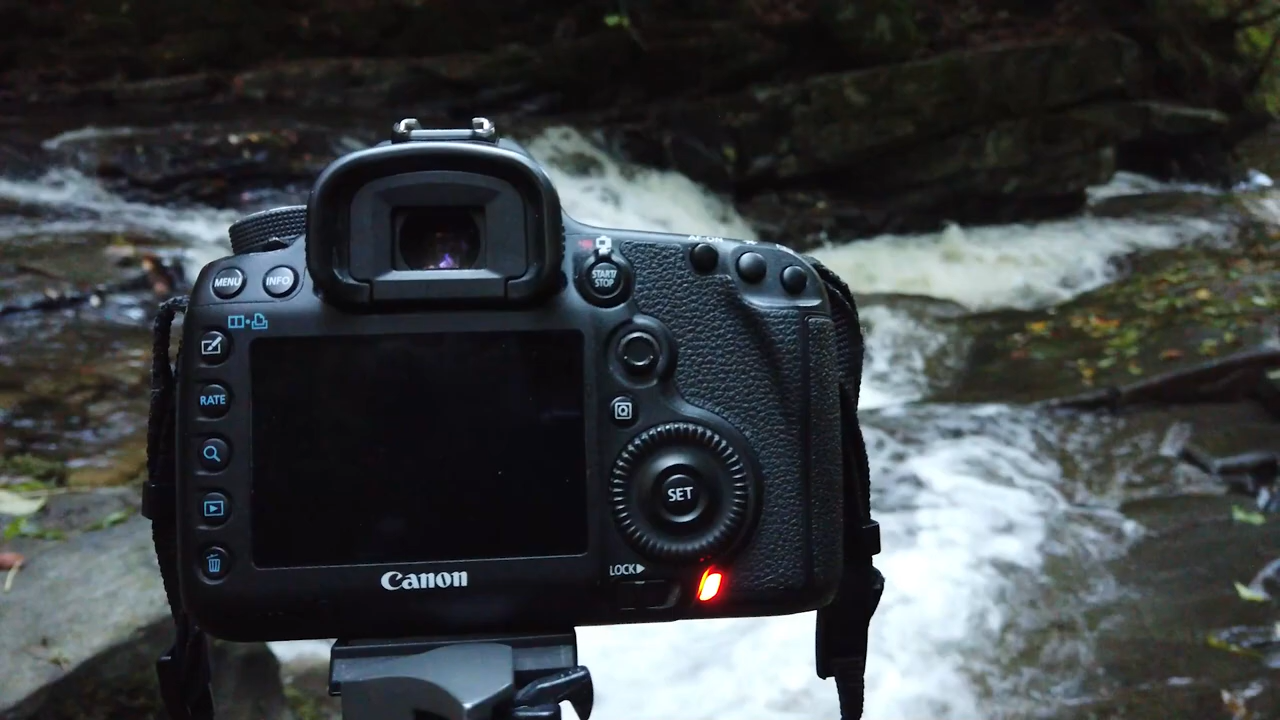 MENU
INFO
START/
STOP
RATE
Q
SET
Canon
LOCK